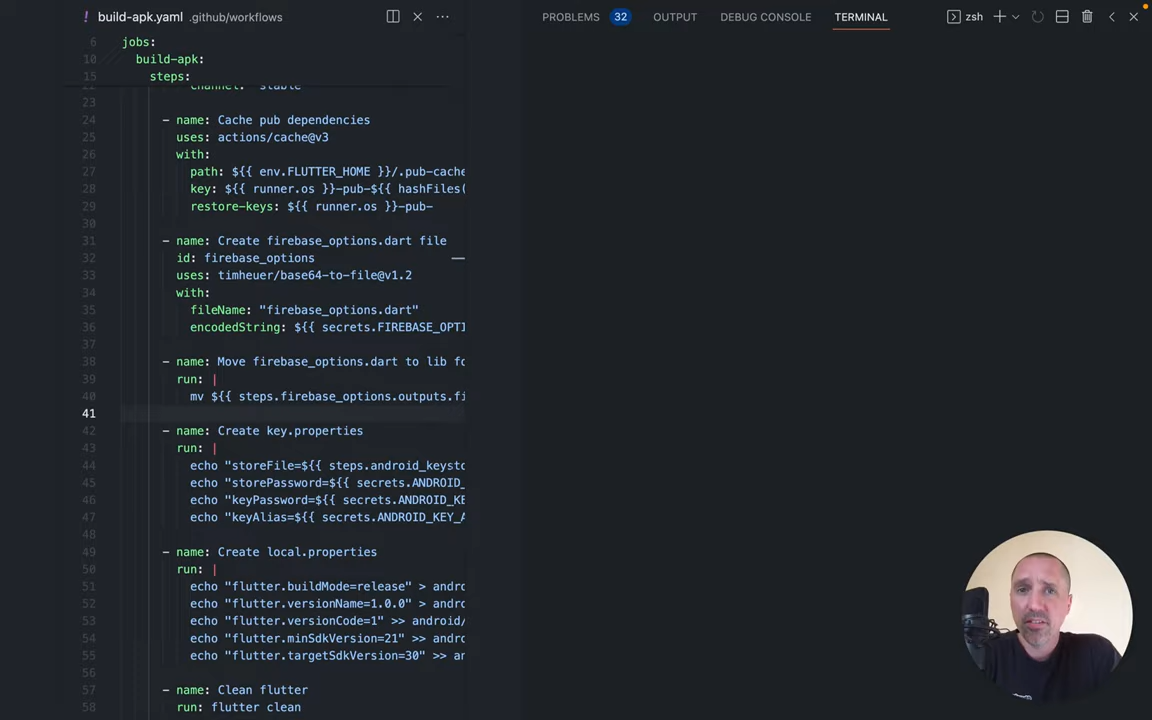 ! build-apk.yaml .github/workflows
PROBLEMS 32 OUTPUT DEBUG CONSOLE TERMINAL
zsh
6 jobs:
10 build-apk:
15 steps:
channel: "stable"
23
24 - name: Cache pub dependencies
25 uses: actions/cache@v3
26 with:
27 path: ${{ env.FLUTTER_HOME }}/.pub-cache
28 key: ${{ runner.os }}-pub-${{ hashFiles(
29 restore-keys: ${{ runner.os }}-pub-
30
31 - name: Create firebase_options.dart file
32 id: firebase_options
33 uses: timheuer/base64-to-file@v1.2
34 with:
35 fileName: "firebase_options.dart"
36 encodedString: ${{ secrets.FIREBASE_OPTI
37
38 - name: Move firebase_options.dart to lib fo
39 run: |
40 mv ${{ steps.firebase_options.outputs.fi
41
42 - name: Create key.properties
43 run: |
44 echo "storeFile=${{ steps.android_keysto
45 echo "storePassword=${{ secrets.ANDROID_
46 echo "keyPassword=${{ secrets.ANDROID_KE
47 echo "keyAlias=${{ secrets.ANDROID_KEY_A
48
49 - name: Create local.properties
50 run: |
51 echo "flutter.buildMode=release" > andro
52 echo "flutter.versionName=1.0.0" > andro
53 echo "flutter.versionCode=1" >> android/
54 echo "flutter.minSdkVersion=21" >> andro
55 echo "flutter.targetSdkVersion=30" >> an
56
57 - name: Clean flutter
58 run: flutter clean